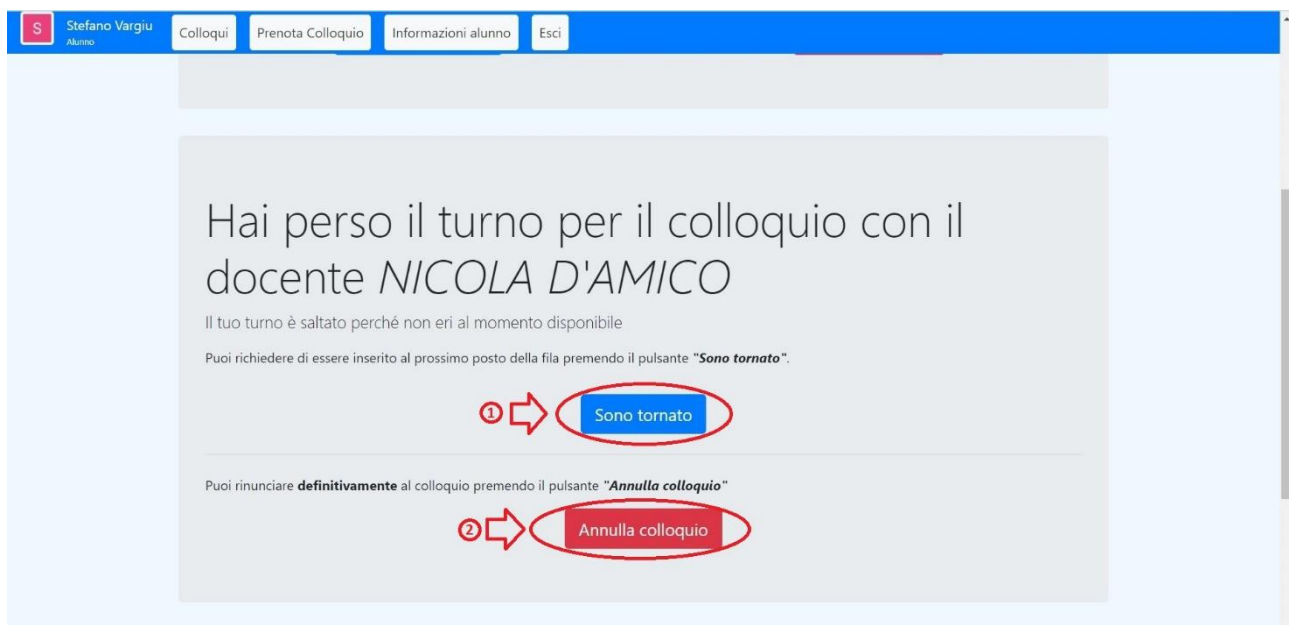 S
Stefano Vargiu
Alunno
Colloqui
Prenota Colloquio
Informazioni alunno
Esci
Hai perso il turno per il colloquio con il
docente NICOLA D'AMICO
Il tuo turno è saltato perché non eri al momento disponibile
Puoi richiedere di essere inserito al prossimo posto della fila premendo il pulsante "Sono tornato".
1
Sono tornato
Puoi rinunciare definitivamente al colloquio premendo il pulsante "Annulla colloquio"
2
Annulla colloquio